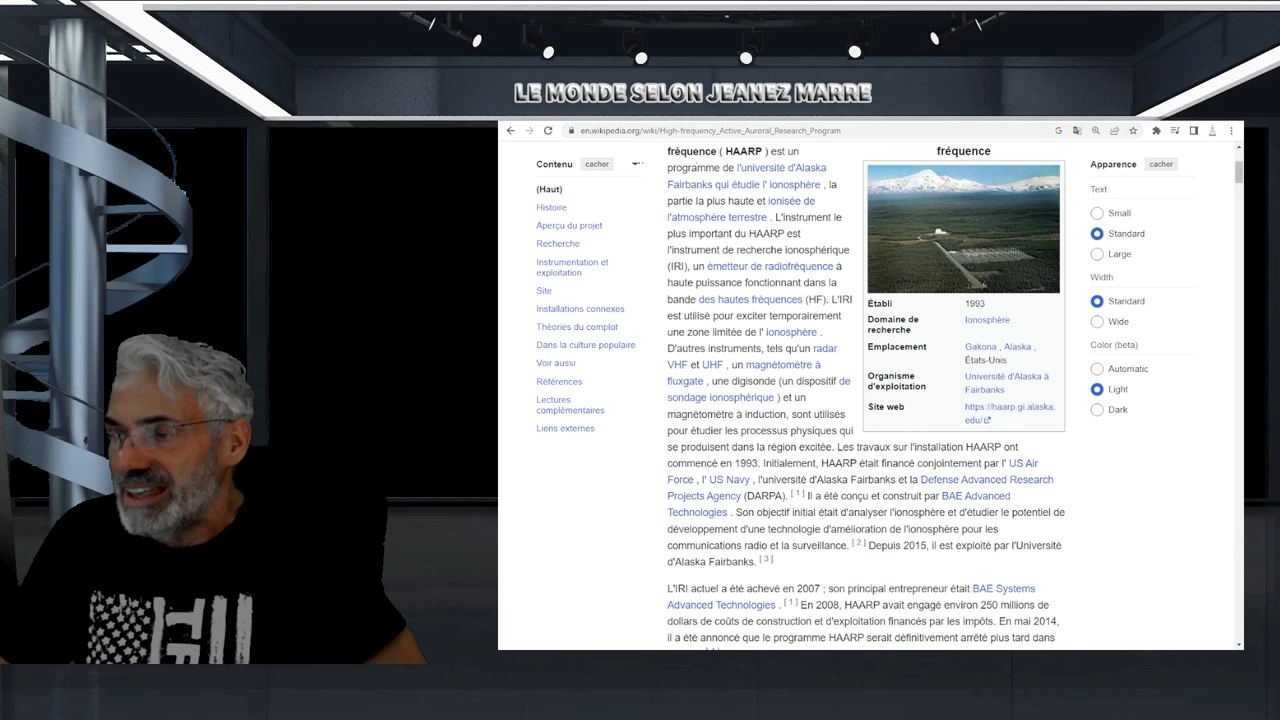 LE MONDE SELON JEANEZ MARRE
en.wikipedia.org/wiki/High-frequency_Active_Auroral_Research_Program
Contenu cacher
(Haut)
Histoire
Aperçu du projet
Recherche
Instrumentation et
exploitation
Site
Installations connexes
Théories du complot
Dans la culture populaire
Voir aussi
Références
Lectures
complémentaires
Liens externes
fréquence ( HAARP ) est un
programme de l'université d'Alaska
Fairbanks qui étudie l' ionosphère , la
partie la plus haute et ionisée de
l'atmosphère terrestre . L'instrument le
plus important du HAARP est
l'instrument de recherche ionosphérique
(IRI), un émetteur de radiofréquence à
haute puissance fonctionnant dans la
bande des hautes fréquences (HF). L'IRI
est utilisé pour exciter temporairement
une zone limitée de l' ionosphère .
D'autres instruments, tels qu'un radar
VHF et UHF , un magnétomètre à
fluxgate , une digisonde (un dispositif de
sondage ionosphérique ) et un
magnétomètre à induction, sont utilisés
pour étudier les processus physiques qui
se produisent dans la région excitée. Les travaux sur l'installation HAARP ont
commencé en 1993. Initialement, HAARP était financé conjointement par l' US Air
Force , l' US Navy , l'université d'Alaska Fairbanks et la Defense Advanced Research
Projects Agency (DARPA). [ 1 ] Il a été conçu et construit par BAE Advanced
Technologies . Son objectif initial était d'analyser l'ionosphère et d'étudier le potentiel de
développement d'une technologie d'amélioration de l'ionosphère pour les
communications radio et la surveillance. [ 2 ] Depuis 2015, il est exploité par l'Université
d'Alaska Fairbanks. [ 3 ]
L'IRI actuel a été achevé en 2007 ; son principal entrepreneur était BAE Systems
Advanced Technologies . [ 1 ] En 2008, HAARP avait engagé environ 250 millions de
dollars de coûts de construction et d'exploitation financés par les impôts. En mai 2014,
il a été annoncé que le programme HAARP serait définitivement arrêté plus tard dans
fréquence
Établi 1993
Domaine de
recherche Ionosphère
Emplacement Gakona , Alaska ,
États-Unis
Organisme
d'exploitation Université d'Alaska à
Fairbanks
Site web https://haarp.gi.alaska.
edu/
Apparence cacher
Text
Small
Standard
Large
Width
Standard
Wide
Color (beta)
Automatic
Light
Dark